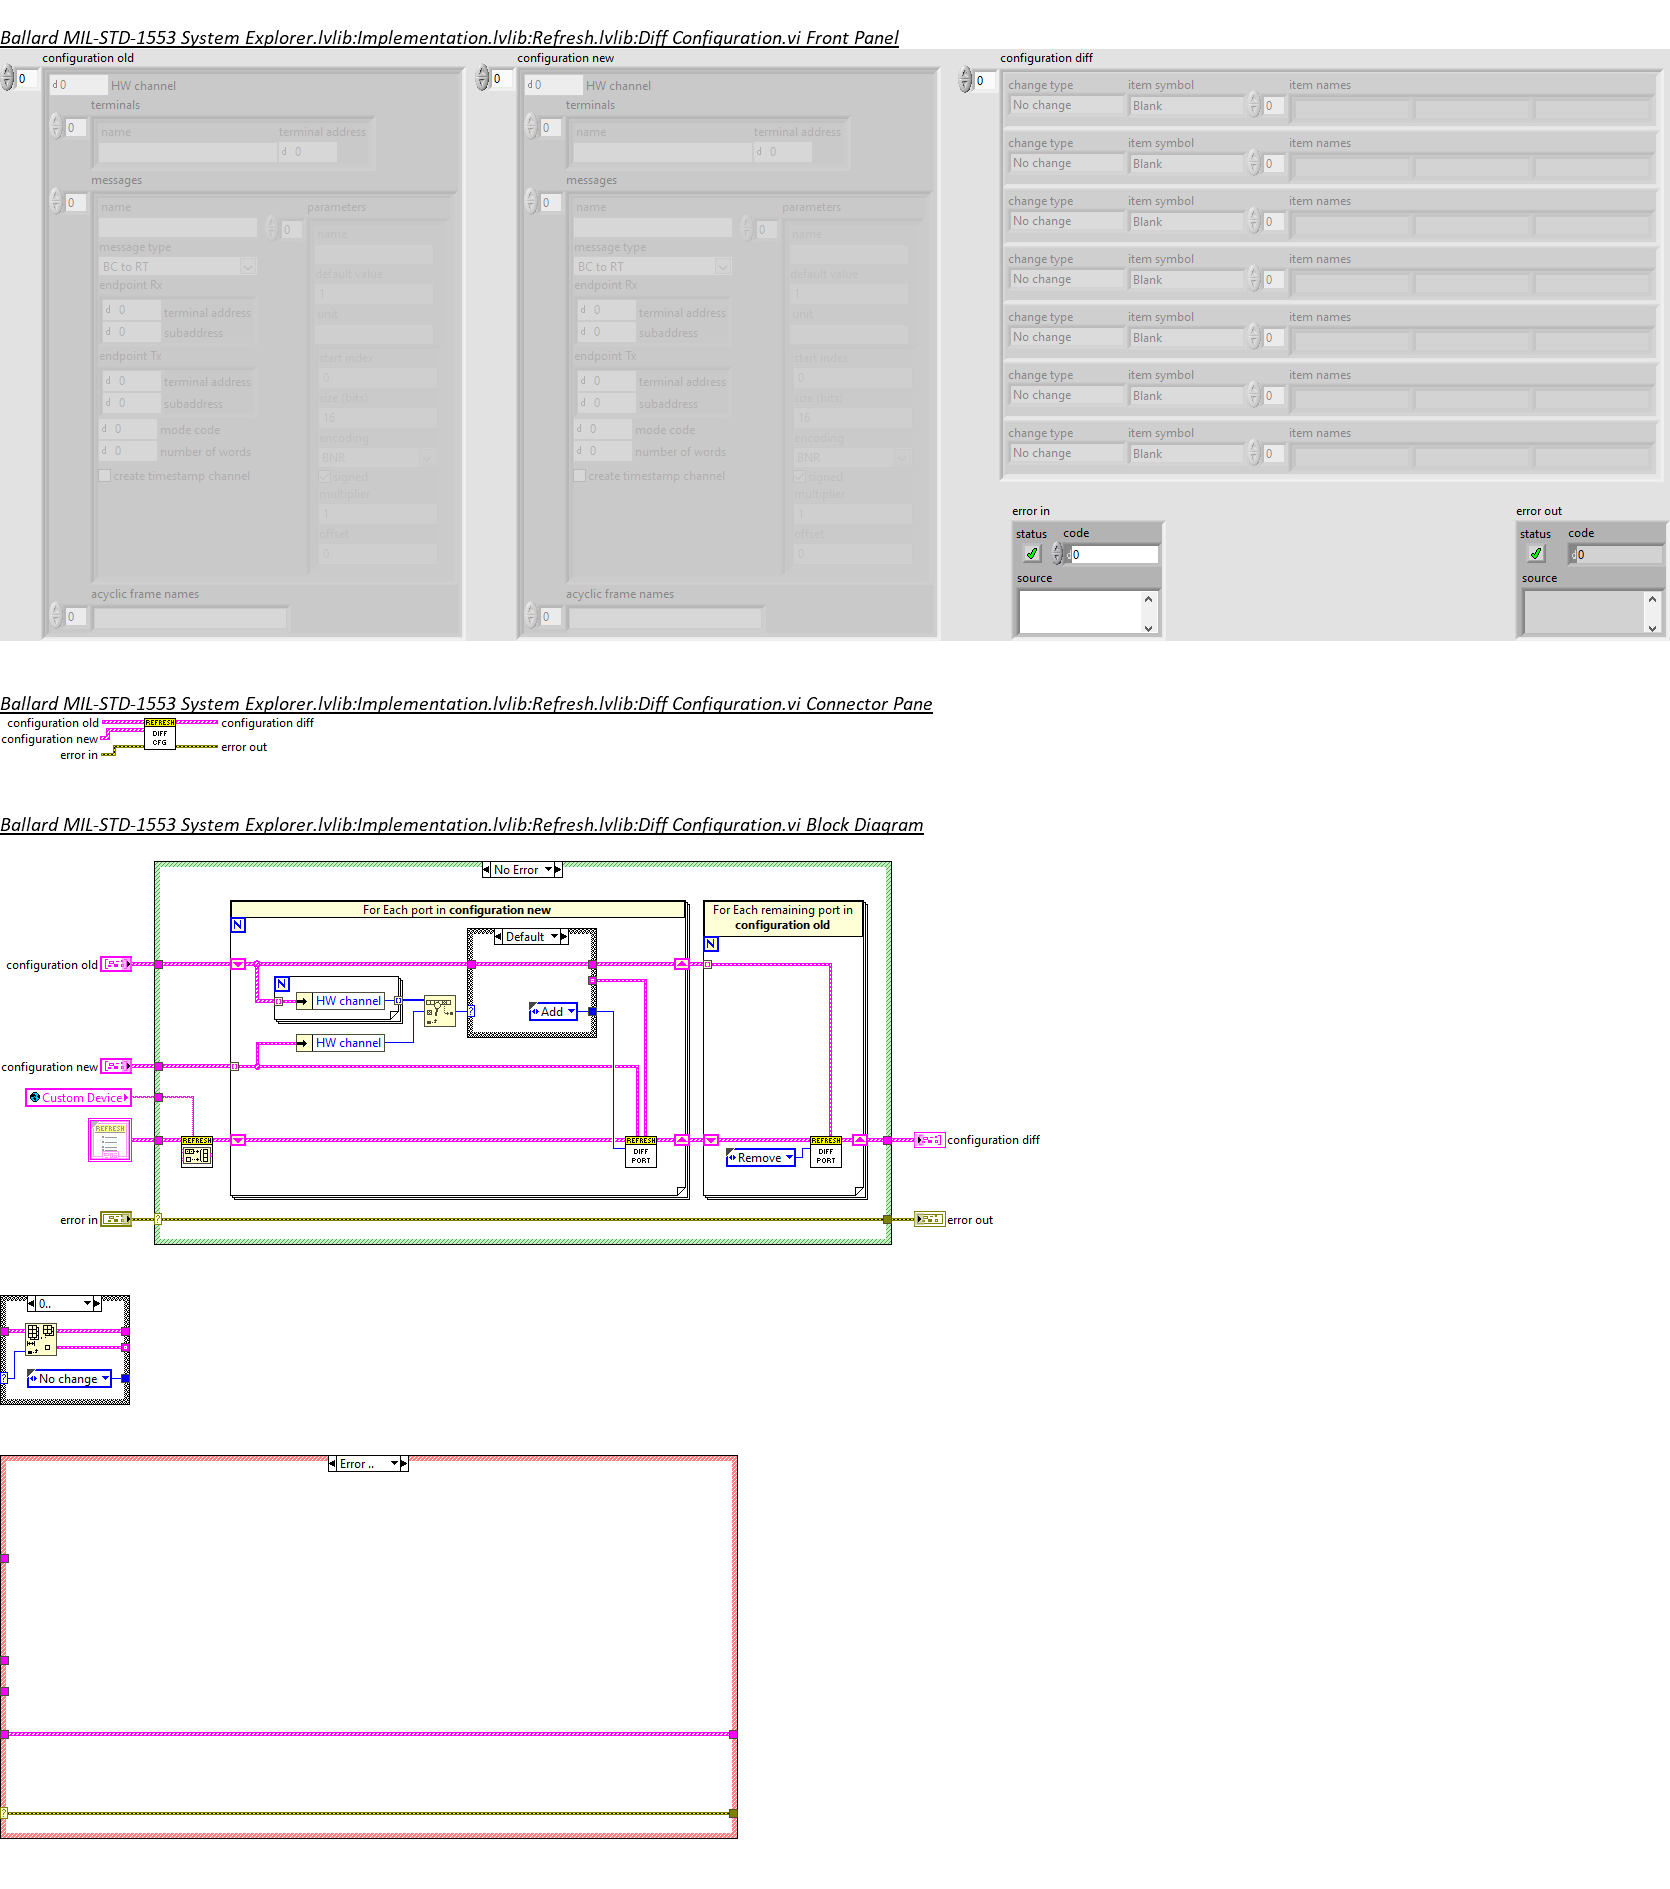 Ballard MIL-STD-1553 System Explorer.lvlib:Implementation.lvlib:Refresh.lvlib:Diff Configuration.vi Front Panel
configuration old
configuration new
configuration diff
0
d 0 HW channel
terminals
0
name terminal address
d 0
messages
0
name
message type
BC to RT
endpoint Rx
d 0 terminal address
d 0 subaddress
endpoint Tx
d 0 terminal address
d 0 subaddress
d 0 mode code
d 0 number of words
create timestamp channel
0
parameters
name
default value
1
unit
start index
0
size (bits)
16
encoding
BNR
signed
multiplier
1
offset
0
acyclic frame names
0
0
d 0 HW channel
terminals
0
name terminal address
d 0
messages
0
name
message type
BC to RT
endpoint Rx
d 0 terminal address
d 0 subaddress
endpoint Tx
d 0 terminal address
d 0 subaddress
d 0 mode code
d 0 number of words
create timestamp channel
0
parameters
name
default value
1
unit
start index
0
size (bits)
16
encoding
BNR
signed
multiplier
1
offset
0
acyclic frame names
0
0
change type item symbol item names
No change Blank 0
change type item symbol item names
No change Blank 0
change type item symbol item names
No change Blank 0
change type item symbol item names
No change Blank 0
change type item symbol item names
No change Blank 0
change type item symbol item names
No change Blank 0
change type item symbol item names
No change Blank 0
error in
status code
d 0
source
error out
status code
d 0
source
Ballard MIL-STD-1553 System Explorer.lvlib:Implementation.lvlib:Refresh.lvlib:Diff Configuration.vi Connector Pane
configuration old
configuration new
error in
REFRESH
DIFF
CFG
configuration diff
error out
Ballard MIL-STD-1553 System Explorer.lvlib:Implementation.lvlib:Refresh.lvlib:Diff Configuration.vi Block Diagram
No Error
For Each port in configuration new
N
For Each remaining port in
configuration old
N
Default
configuration old
N
HW channel
Add
HW channel
configuration new
Custom Device
REFRESH
REFRESH
REFRESH
DIFF
PORT
Remove
REFRESH
DIFF
PORT
configuration diff
error in
error out
0..
No change
Error ..